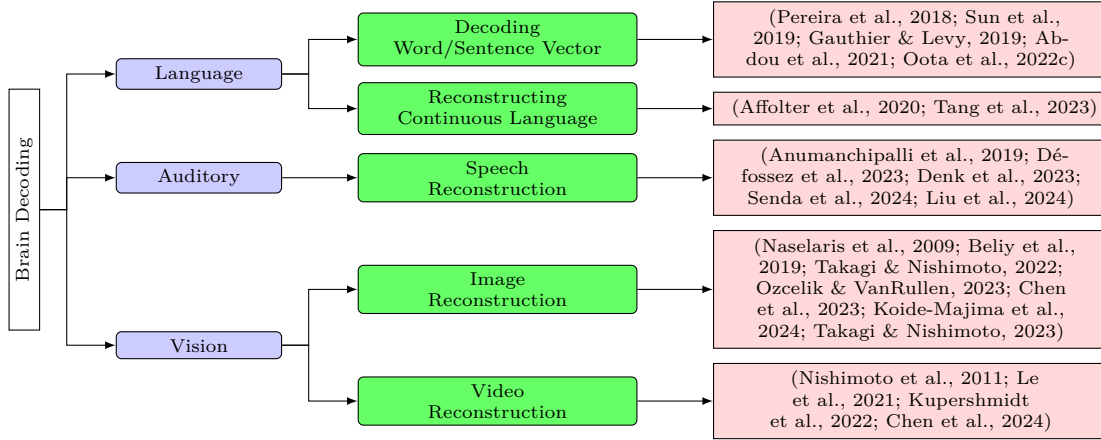 Brain Decoding
Language
Decoding
Word/Sentence Vector
(Pereira et al., 2018; Sun et al.,
2019; Gauthier & Levy, 2019; Ab-
dou et al., 2021; Oota et al., 2022c)
Reconstructing
Continuous Language
(Affolter et al., 2020; Tang et al., 2023)
Auditory
Speech
Reconstruction
(Anumanchipalli et al., 2019; Dé-
fossez et al., 2023; Denk et al., 2023;
Senda et al., 2024; Liu et al., 2024)
Vision
Image
Reconstruction
(Naselaris et al., 2009; Beliy et al.,
2019; Takagi & Nishimoto, 2022;
Ozcelik & VanRullen, 2023; Chen
et al., 2023; Koide-Majima et al.,
2024; Takagi & Nishimoto, 2023)
Video
Reconstruction
(Nishimoto et al., 2011; Le
et al., 2021; Kupershmidt
et al., 2022; Chen et al., 2024)